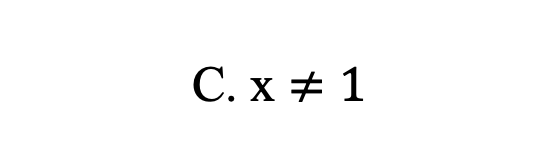 C. x ≠ 1